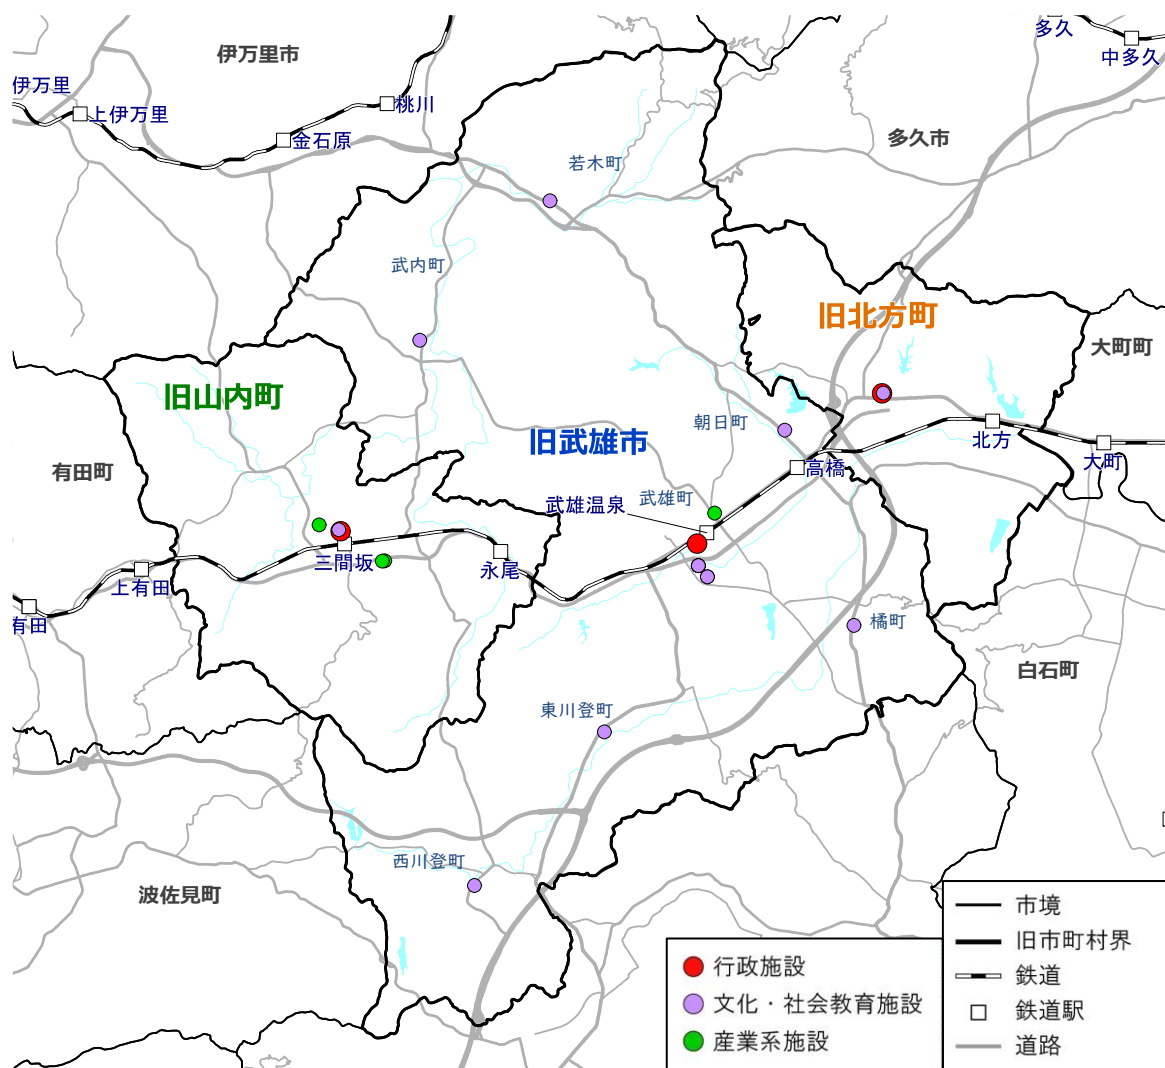 多久
中多久
伊万里市
伊万里
桃川
上伊万里
金石原
多久市
若木町
武内町
旧北方町
大町町
旧山内町
朝日町
旧武雄市
北方
大町
有田町
高橋
武雄町
武雄温泉
三間坂
永尾
上有田
有田
橘町
白石町
東川登町
西川登町
波佐見町
行政施設
文化・社会教育施設
産業系施設
市境
旧市町村界
鉄道
鉄道駅
道路